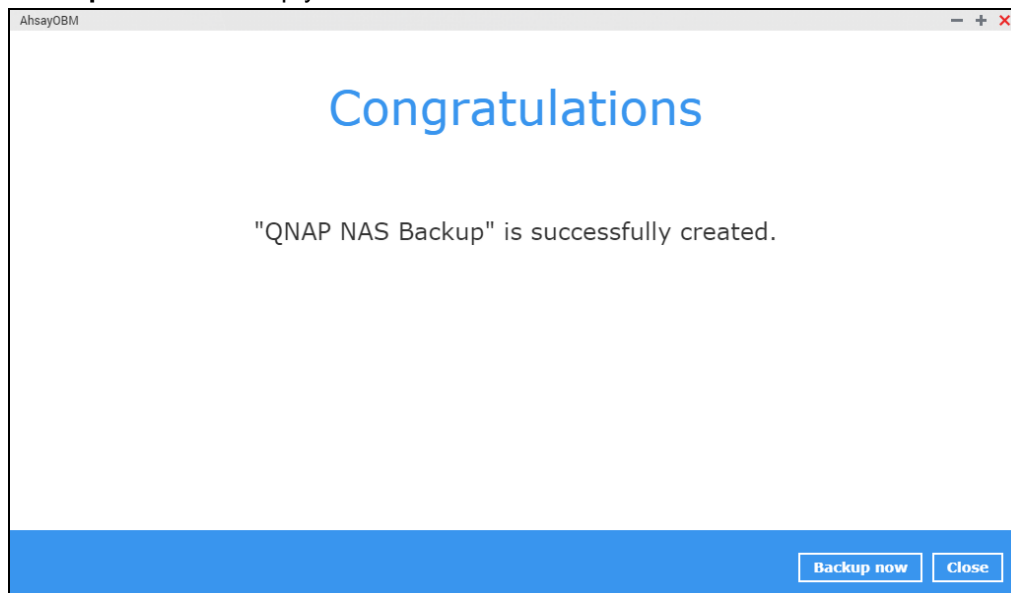 AhsayOBM
Congratulations
"QNAP NAS Backup" is successfully created.
Backup now Close